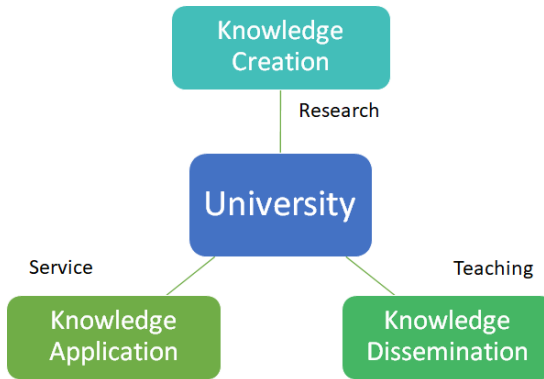 Knowledge
Creation
Research
University
Service
Teaching
Knowledge
Application
Knowledge
Dissemination